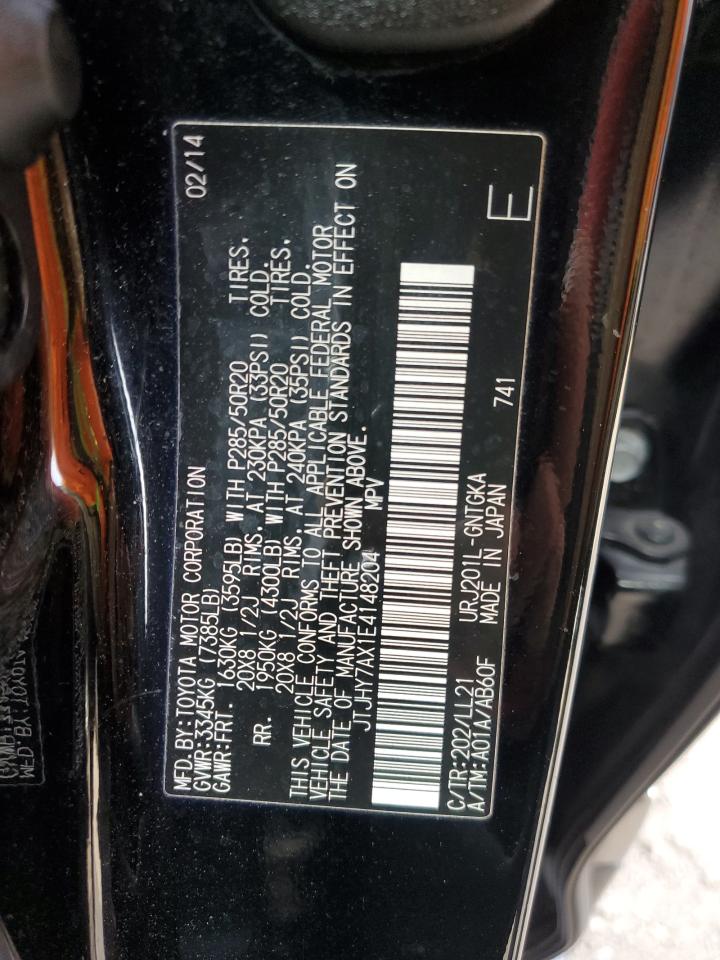 MFD.BY:TOYOTA MOTOR CORPORATION 02/14
GVWR:3345KG (7385LB)
GAWR:FRT. 1630KG (3595LB) WITH P285/50R20 TIRES.
20X8 1/2J RIMS. AT 230KPA (33PSI) COLD.
RR. 1950KG (4300LB) WITH P285/50R20 TIRES.
20X8 1/2J RIMS. AT 240KPA (35PSI) COLD.
THIS VEHICLE CONFORMS TO ALL APPLICABLE FEDERAL MOTOR
VEHICLE SAFETY AND THEFT PREVENTION STANDARDS IN EFFECT ON
THE DATE OF MANUFACTURE SHOWN ABOVE.
JTJHY7AX1E4148204 MPV
C/TR:202/LL21 URJ201L-GNTGKA 741
A/TM:A01A/AB60F MADE IN JAPAN E